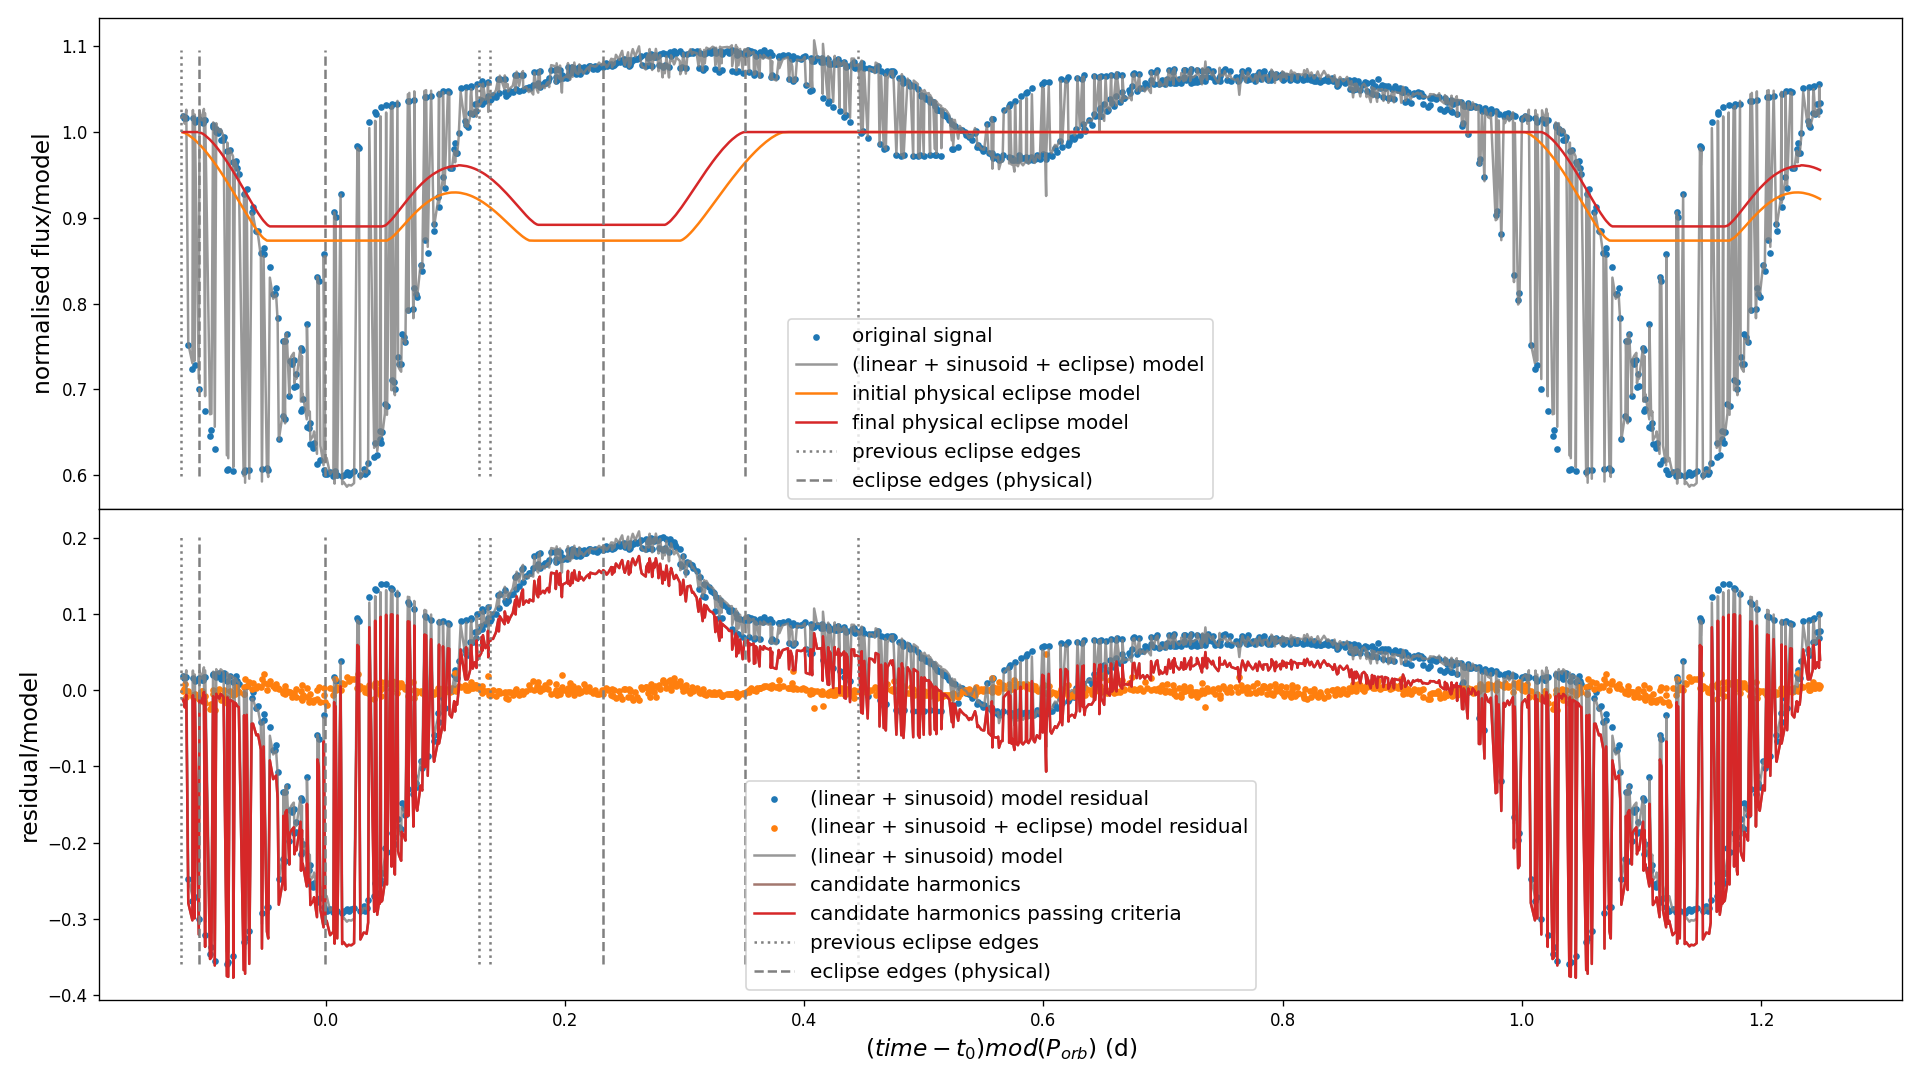 normalised flux/model
1.1
1.0
0.9
0.8
0.7
0.6
original signal
(linear + sinusoid + eclipse) model
initial physical eclipse model
final physical eclipse model
previous eclipse edges
eclipse edges (physical)
residual/model
0.2
0.1
0.0
−0.1
−0.2
−0.3
−0.4
(linear + sinusoid) model residual
(linear + sinusoid + eclipse) model residual
(linear + sinusoid) model
candidate harmonics
candidate harmonics passing criteria
previous eclipse edges
eclipse edges (physical)
0.0 0.2 0.4 0.6 0.8 1.0 1.2
(time − t₀)mod(Pₒᵣb) (d)